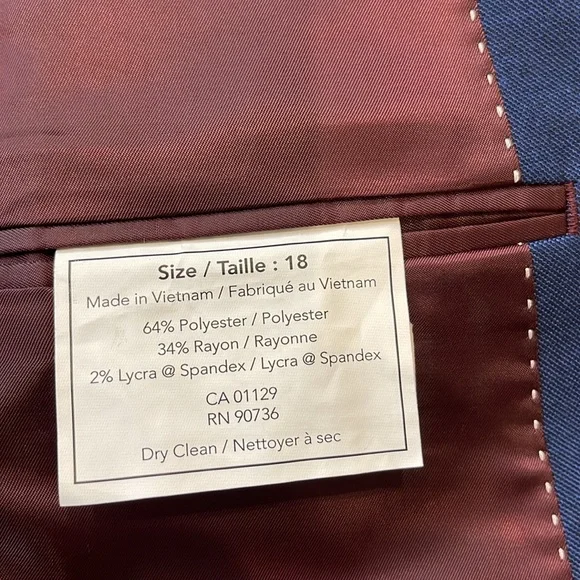 Size / Taille : 18
Made in Vietnam / Fabriqué au Vietnam
64% Polyester / Polyester
34% Rayon / Rayonne
2% Lycra @ Spandex / Lycra @ Spandex
CA 01129
RN 90736
Dry Clean / Nettoyer à sec